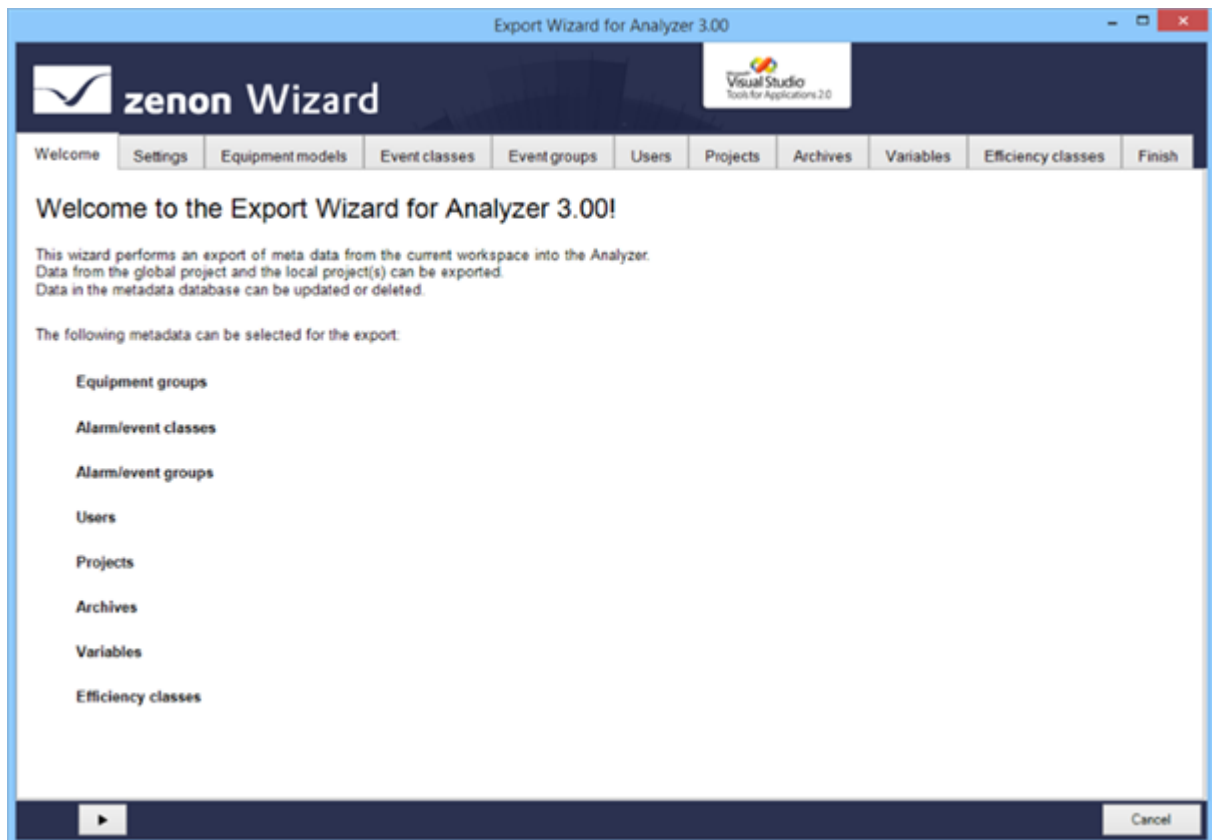 Export Wizard for Analyzer 3.00
zenon Wizard
Microsoft
Visual Studio
Tools for Applications 2.0
Welcome Settings Equipment models Event classes Event groups Users Projects Archives Variables Efficiency classes Finish
Welcome to the Export Wizard for Analyzer 3.00!
This wizard performs an export of meta data from the current workspace into the Analyzer.
Data from the global project and the local project(s) can be exported.
Data in the metadata database can be updated or deleted.
The following metadata can be selected for the export:
Equipment groups
Alarm/event classes
Alarm/event groups
Users
Projects
Archives
Variables
Efficiency classes
Cancel